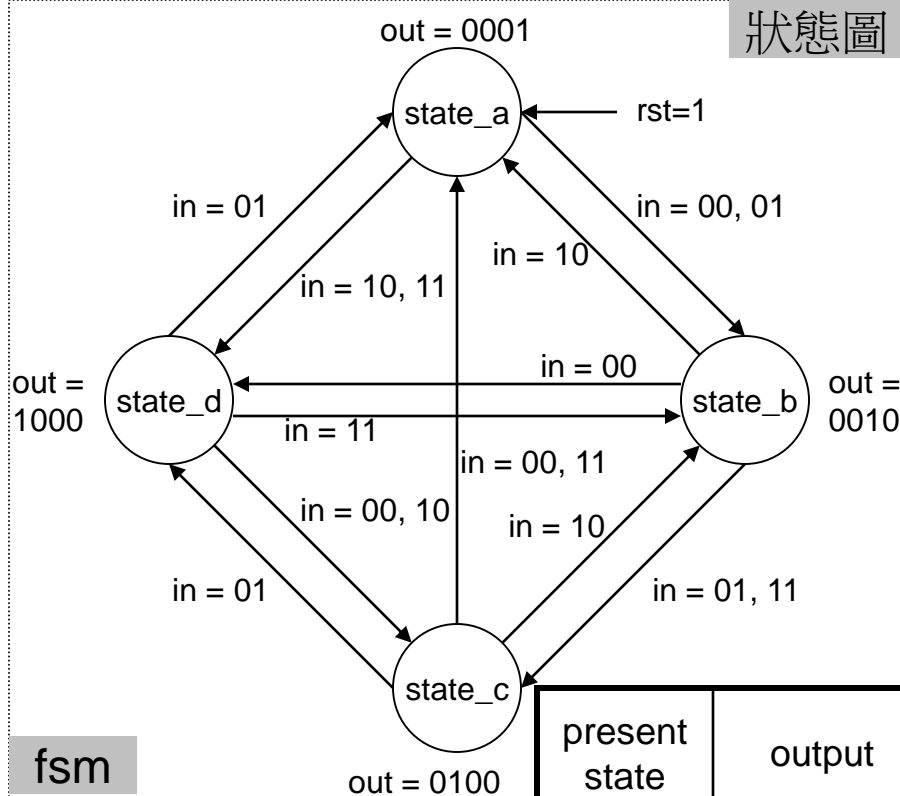 狀態圖
out = 0001
state_a
rst=1
in = 01
in = 00, 01
in = 10
in = 10, 11
in = 00
out =
1000
state_d
state_b
out =
0010
in = 11
in = 00, 11
in = 00, 10
in = 10
in = 01
in = 01, 11
state_c
present
state
output
fsm
out = 0100